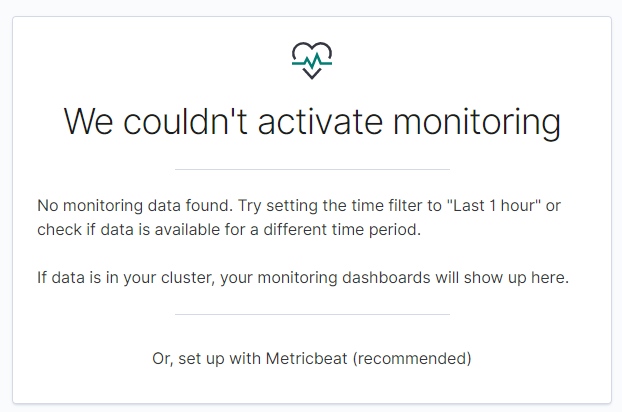 We couldn't activate monitoring
No monitoring data found. Try setting the time filter to "Last 1 hour" or
check if data is available for a different time period.
If data is in your cluster, your monitoring dashboards will show up here.
Or, set up with Metricbeat (recommended)